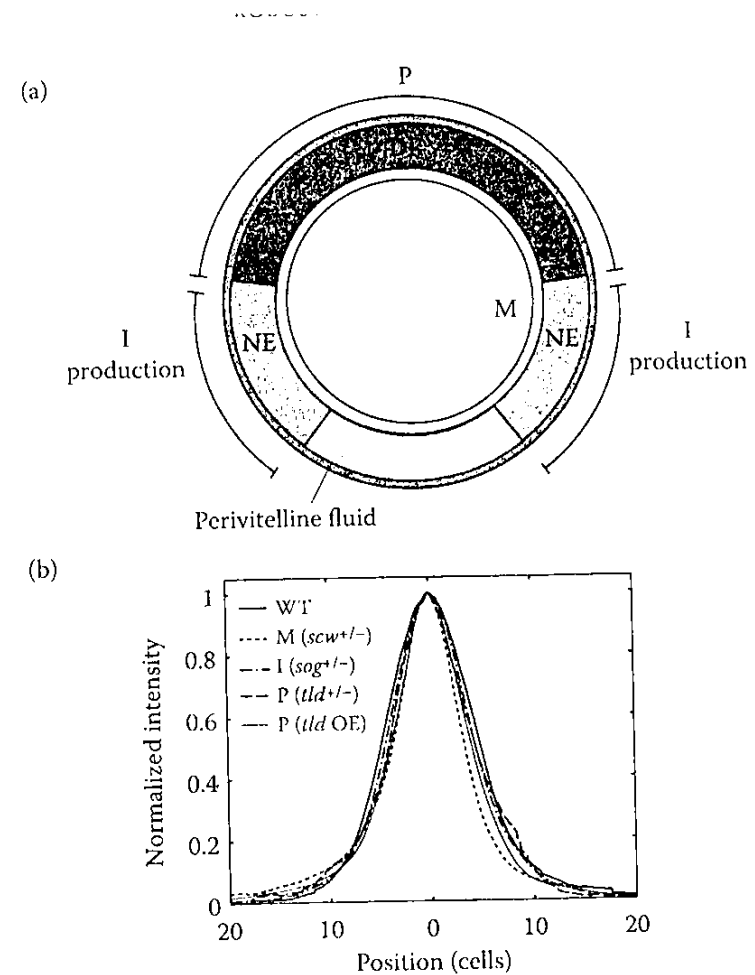 (a)
P
M
NE
NE
I
production
I
production
Perivitelline fluid
(b)
Normalized intensity
1
0.8
0.6
0.4
0.2
0
WT
M (scw+/−)
I (sog+/−)
P (tld+/−)
P (tld OE)
20
10
0
10
20
Position (cells)